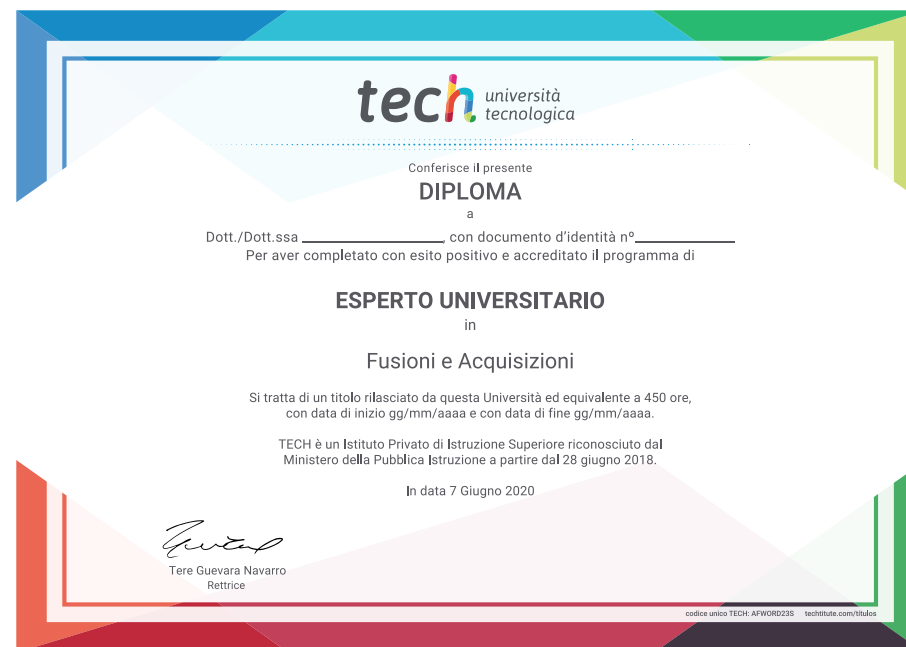 tech università
tecnologica
Conferisce il presente
DIPLOMA
a
Dott./Dott.ssa ____________________, con documento d'identità nº______________
Per aver completato con esito positivo e accreditato il programma di
ESPERTO UNIVERSITARIO
in
Fusioni e Acquisizioni
Si tratta di un titolo rilasciato da questa Università ed equivalente a 450 ore,
con data di inizio gg/mm/aaaa e con data di fine gg/mm/aaaa.
TECH è un Istituto Privato di Istruzione Superiore riconosciuto dal
Ministero della Pubblica Istruzione a partire dal 28 giugno 2018.
In data 7 Giugno 2020
Tere Guevara Navarro
Rettrice
codice unico TECH: AFWORD23S techtitute.com/titulos